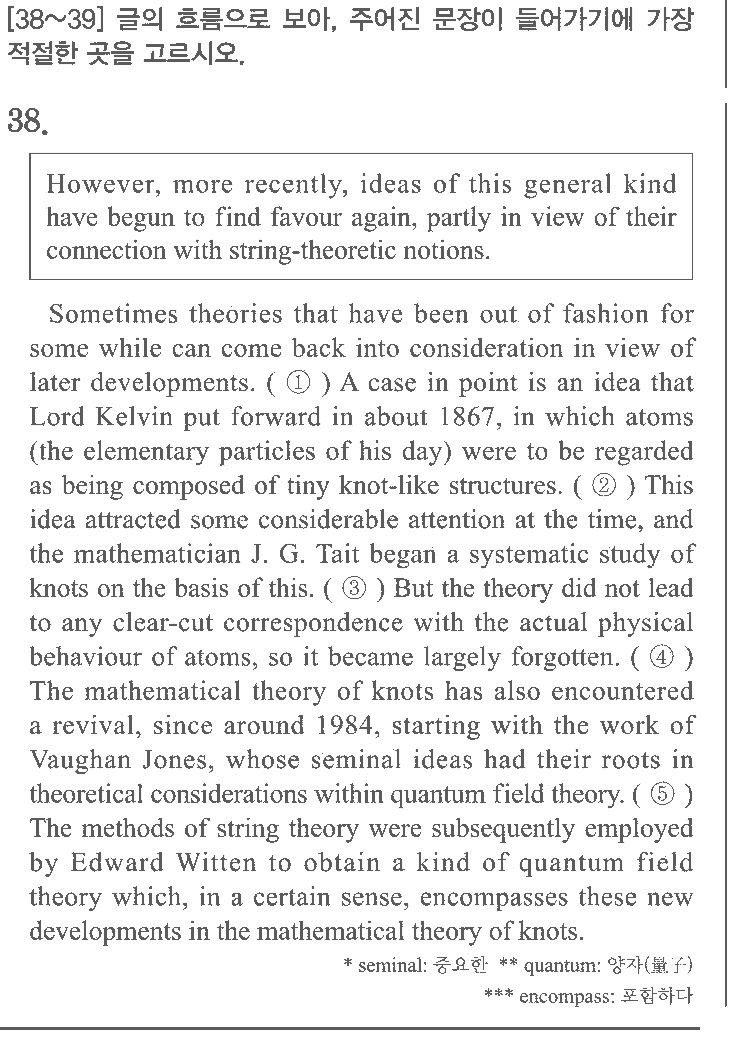 [38～39] 글의 흐름으로 보아, 주어진 문장이 들어가기에 가장
적절한 곳을 고르시오.
38.
However, more recently, ideas of this general kind
have begun to find favour again, partly in view of their
connection with string-theoretic notions.
Sometimes theories that have been out of fashion for
some while can come back into consideration in view of
later developments. ( ① ) A case in point is an idea that
Lord Kelvin put forward in about 1867, in which atoms
(the elementary particles of his day) were to be regarded
as being composed of tiny knot-like structures. ( ② ) This
idea attracted some considerable attention at the time, and
the mathematician J. G. Tait began a systematic study of
knots on the basis of this. ( ③ ) But the theory did not lead
to any clear-cut correspondence with the actual physical
behaviour of atoms, so it became largely forgotten. ( ④ )
The mathematical theory of knots has also encountered
a revival, since around 1984, starting with the work of
Vaughan Jones, whose seminal ideas had their roots in
theoretical considerations within quantum field theory. ( ⑤ )
The methods of string theory were subsequently employed
by Edward Witten to obtain a kind of quantum field
theory which, in a certain sense, encompasses these new
developments in the mathematical theory of knots.
* seminal: 중요한 ** quantum: 양자(量子)
*** encompass: 포함하다